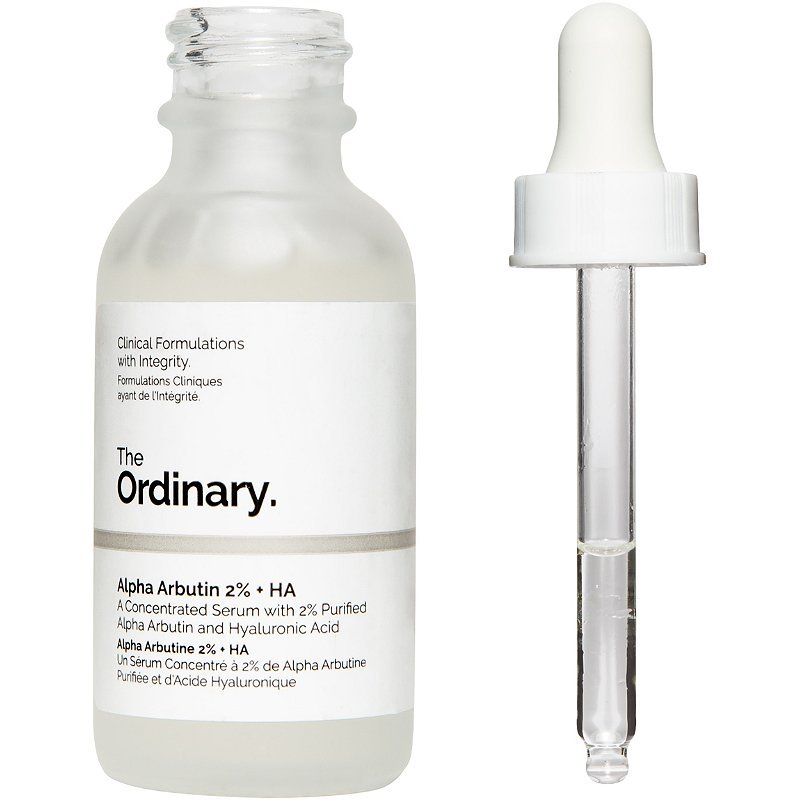 Clinical Formulations
with Integrity.
Formulations Cliniques
ayant de l'Intégrité.
The
Ordinary.
Alpha Arbutin 2% + HA
A Concentrated Serum with 2% Purified
Alpha Arbutin and Hyaluronic Acid
Alpha Arbutine 2% + HA
Un Sérum Concentré à 2% de Alpha Arbutine
Purifiée et d'Acide Hyaluronique